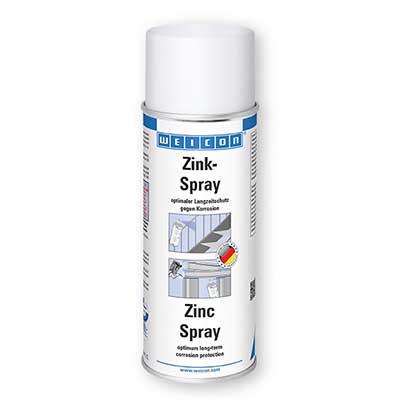 WEICON
Zink-
Spray
optimaler Langzeitschutz
gegen Korrosion
Zinc
Spray
optimum long-term
corrosion protection
www.weicon.com